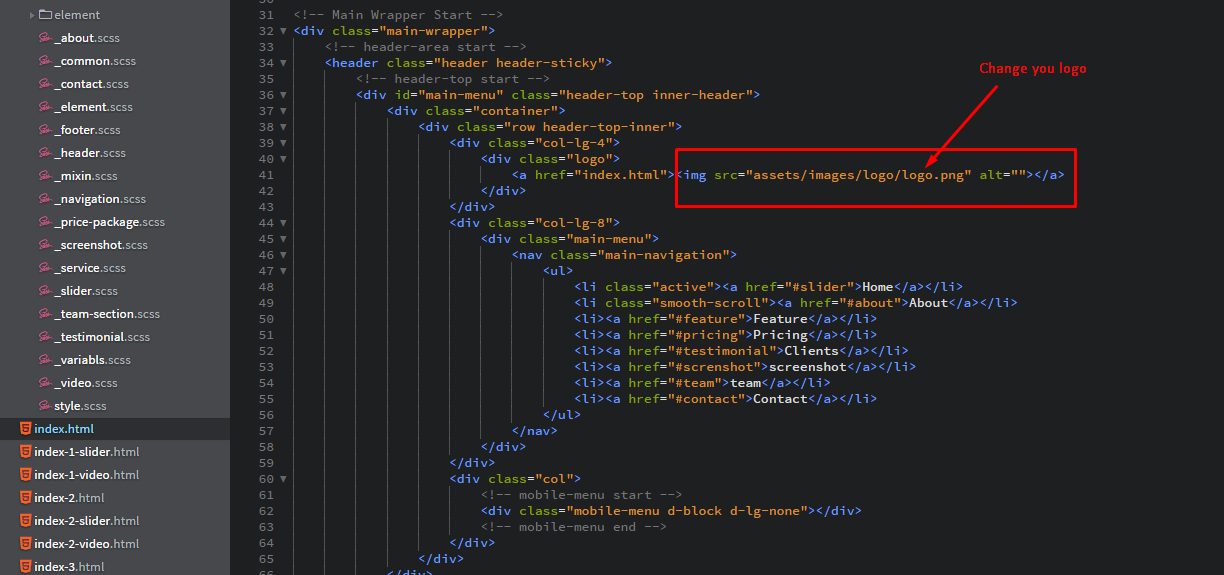 element
_about.scss
_common.scss
_contact.scss
_element.scss
_footer.scss
_header.scss
_mixin.scss
_navigation.scss
_price-package.scss
_screenshot.scss
_service.scss
_slider.scss
_team-section.scss
_testimonial.scss
_variabls.scss
_video.scss
style.scss
index.html
index-1-slider.html
index-1-video.html
index-2.html
index-2-slider.html
index-2-video.html
index-3.html
31 <!-- Main Wrapper Start -->
32 <div class="main-wrapper">
33 <!-- header-area start -->
34 <header class="header header-sticky">
35 <!-- header-top start -->
36 <div id="main-menu" class="header-top inner-header">
37 <div class="container">
38 <div class="row header-top-inner">
39 <div class="col-lg-4">
40 <div class="logo">
41 <a href="index.html"><img src="assets/images/logo/logo.png" alt=""></a>
42 </div>
43 </div>
44 <div class="col-lg-8">
45 <div class="main-menu">
46 <nav class="main-navigation">
47 <ul>
48 <li class="active"><a href="#slider">Home</a></li>
49 <li class="smooth-scroll"><a href="#about">About</a></li>
50 <li><a href="#feature">Feature</a></li>
51 <li><a href="#pricing">Pricing</a></li>
52 <li><a href="#testimonial">Clients</a></li>
53 <li><a href="#screnshot">screenshot</a></li>
54 <li><a href="#team">team</a></li>
55 <li><a href="#contact">Contact</a></li>
56 </ul>
57 </nav>
58 </div>
59 </div>
60 <div class="col">
61 <!-- mobile-menu start -->
62 <div class="mobile-menu d-block d-lg-none"></div>
63 <!-- mobile-menu end -->
64 </div>
65 </div>
66 </div>
Change you logo